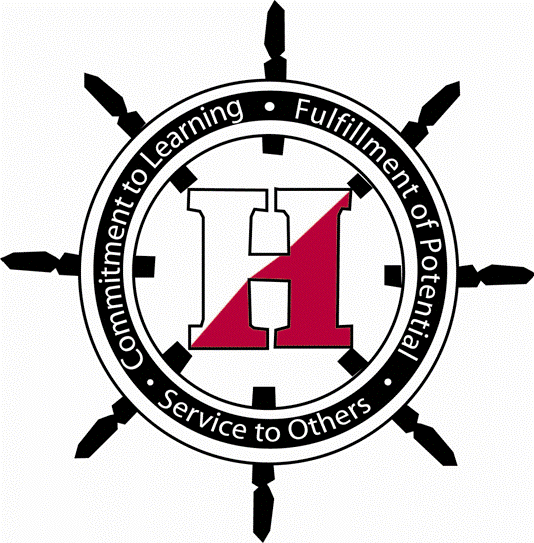 Commitment to Learning • Fulfillment of Potential • Service to Others •
H